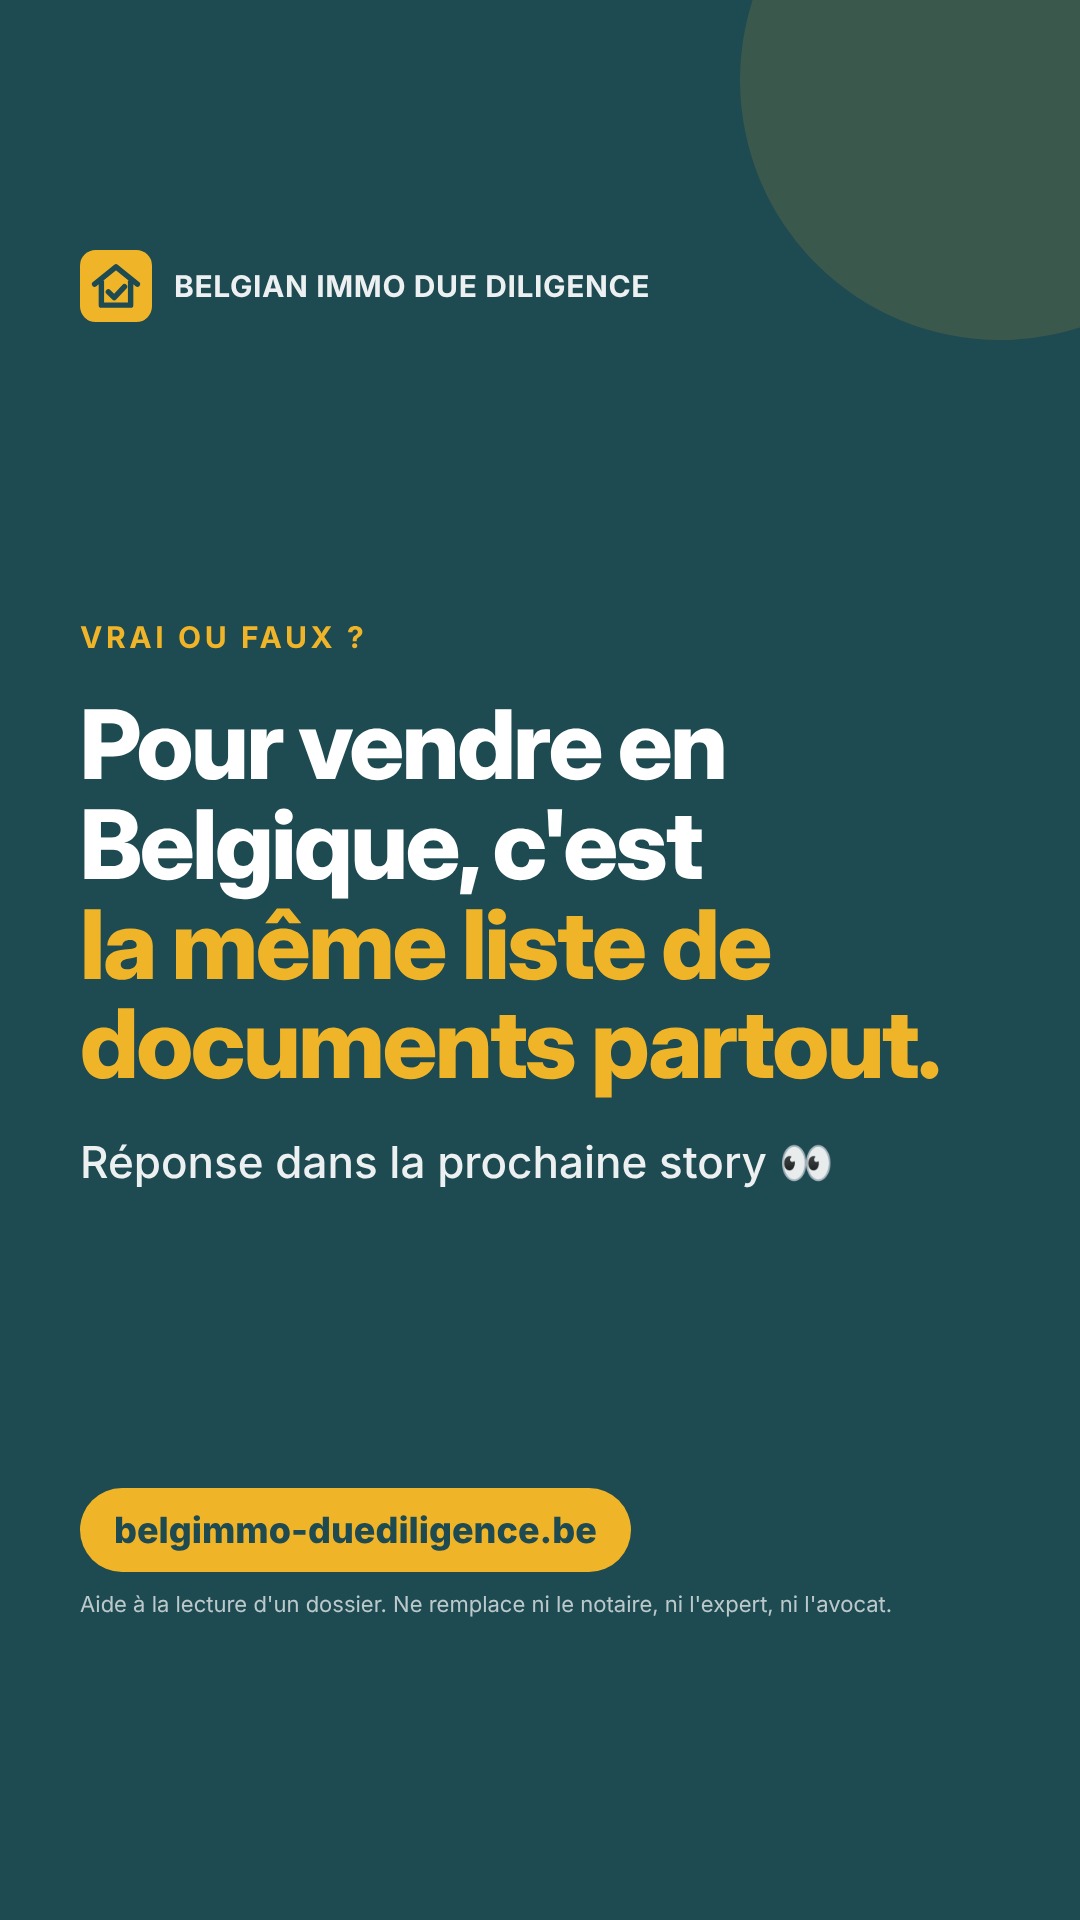 BELGIAN IMMO DUE DILIGENCE
VRAI OU FAUX ?
Pour vendre en
Belgique, c'est
la même liste de
documents partout.
Réponse dans la prochaine story 👀
belgimmo-duediligence.be
Aide à la lecture d'un dossier. Ne remplace ni le notaire, ni l'expert, ni l'avocat.